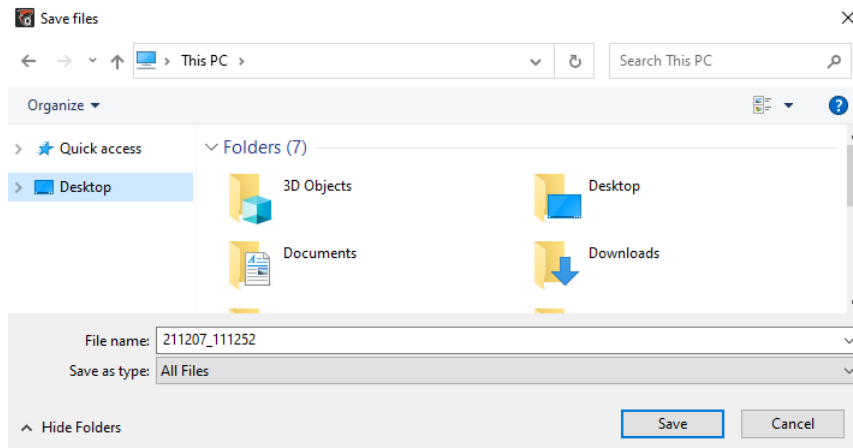 Save files
This PC
Search This PC
Organize
?
Quick access
Desktop
Folders (7)
3D Objects
Desktop
Documents
Downloads
File name: 211207_111252
Save as type: All Files
Hide Folders
Save
Cancel